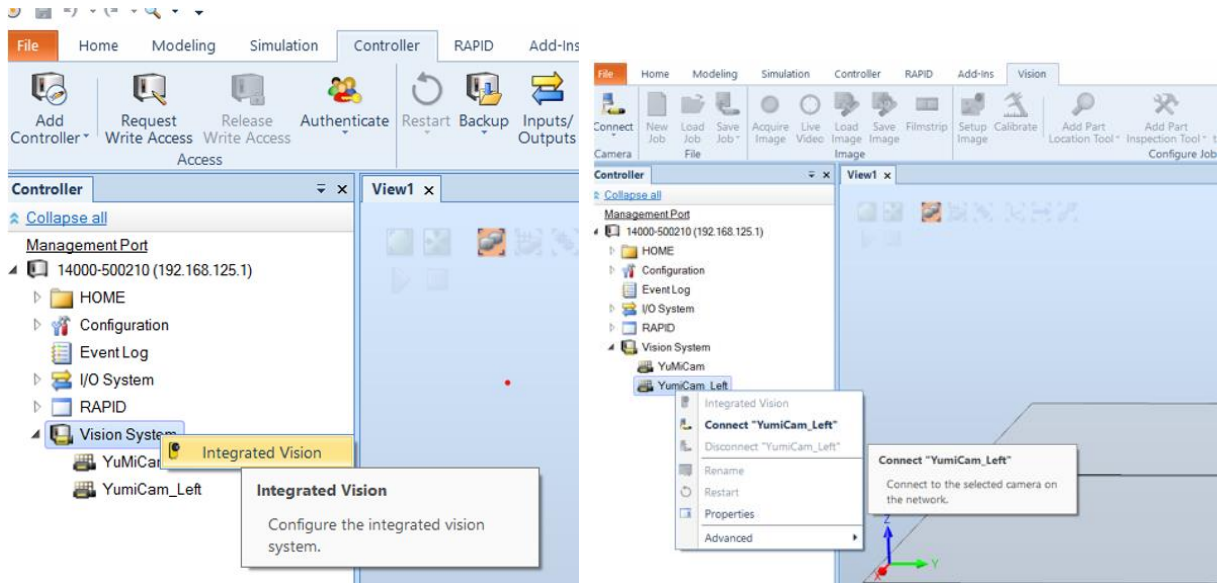 File Home Modeling Simulation Controller RAPID Add-Ins
Add Controller
Request Write Access
Release Write Access
Authenticate
Restart
Backup
Inputs/ Outputs
Access
Controller
View1
Collapse all
Management Port
14000-500210 (192.168.125.1)
HOME
Configuration
Event Log
I/O System
RAPID
Vision System
Integrated Vision
YuMiCam
YumiCam_Left
Integrated Vision
Configure the integrated vision
system.
File Home Modeling Simulation Controller RAPID Add-Ins Vision
Connect
New Job
Load Job
Save Job
Acquire Image
Live Video
Load Image
Save Image
Filmstrip
Setup Image
Calibrate
Add Part Location Tool
Add Part Inspection Tool
Camera File Image Configure Job
Controller
View1
Collapse all
Management Port
14000-500210 (192.168.125.1)
HOME
Configuration
Event Log
I/O System
RAPID
Vision System
YuMiCam
YumiCam_Left
Integrated Vision
Connect "YumiCam_Left"
Disconnect "YumiCam_Left"
Rename
Restart
Properties
Advanced
Connect "YumiCam_Left"
Connect to the selected camera on
the network.
Z
Y
X